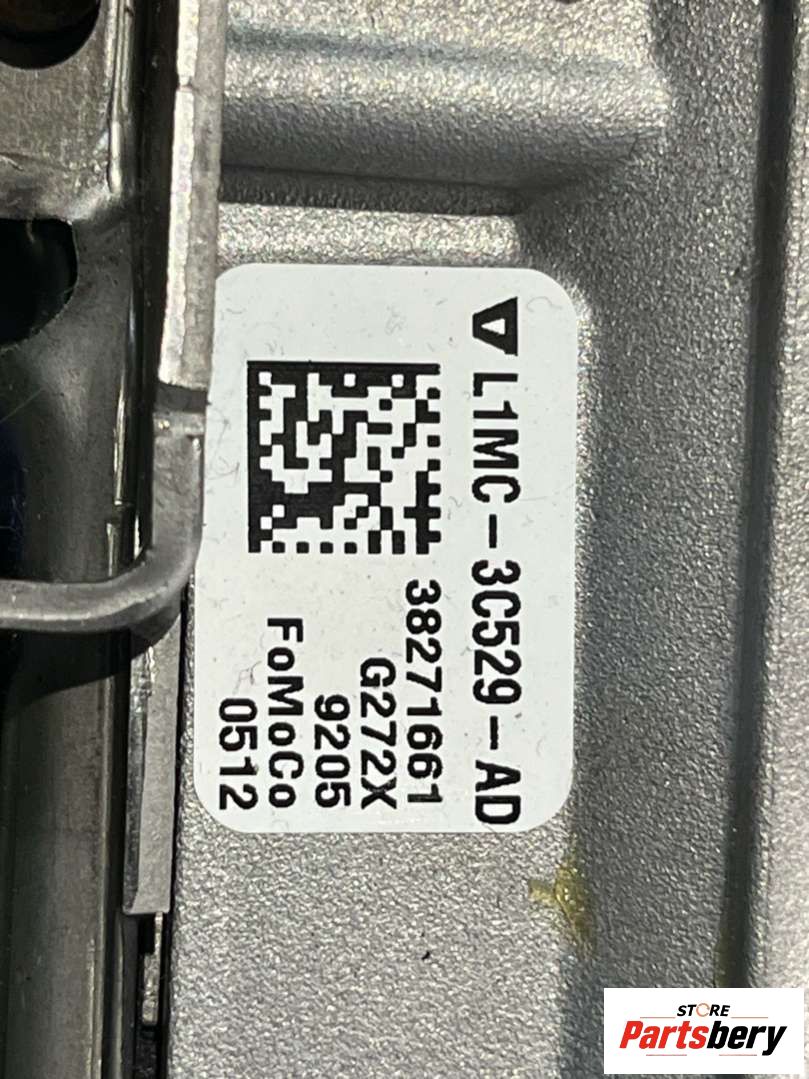 L1MC-3C529-AD
38271661
G272X
9205
FoMoCo
0512
STORE
Partsbery